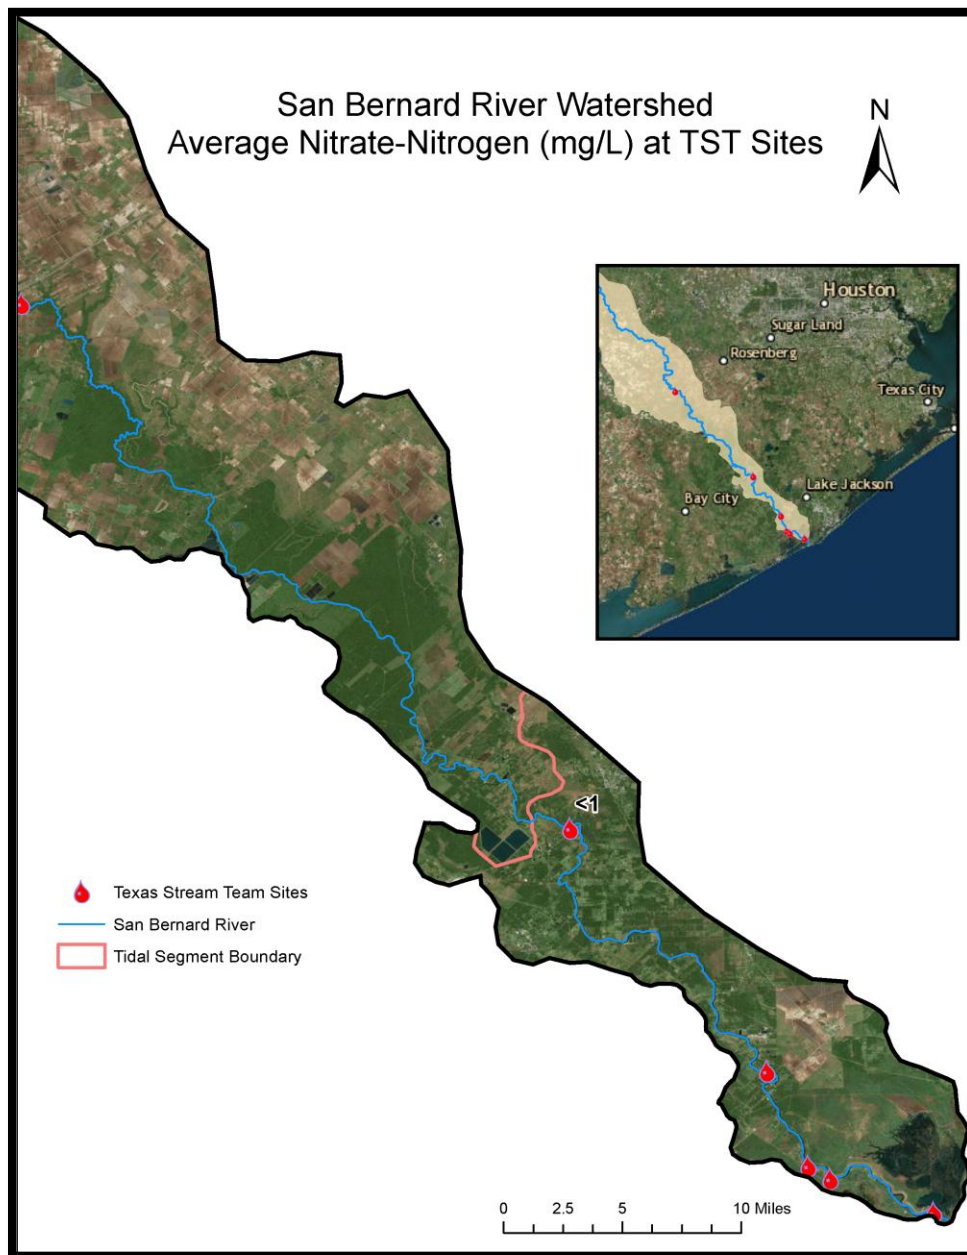 San Bernard River Watershed
Average Nitrate-Nitrogen (mg/L) at TST Sites
N
Houston
Sugar Land
Rosenberg
Texas City
Lake Jackson
Bay City
<1
Texas Stream Team Sites
San Bernard River
Tidal Segment Boundary
0 2.5 5 10 Miles